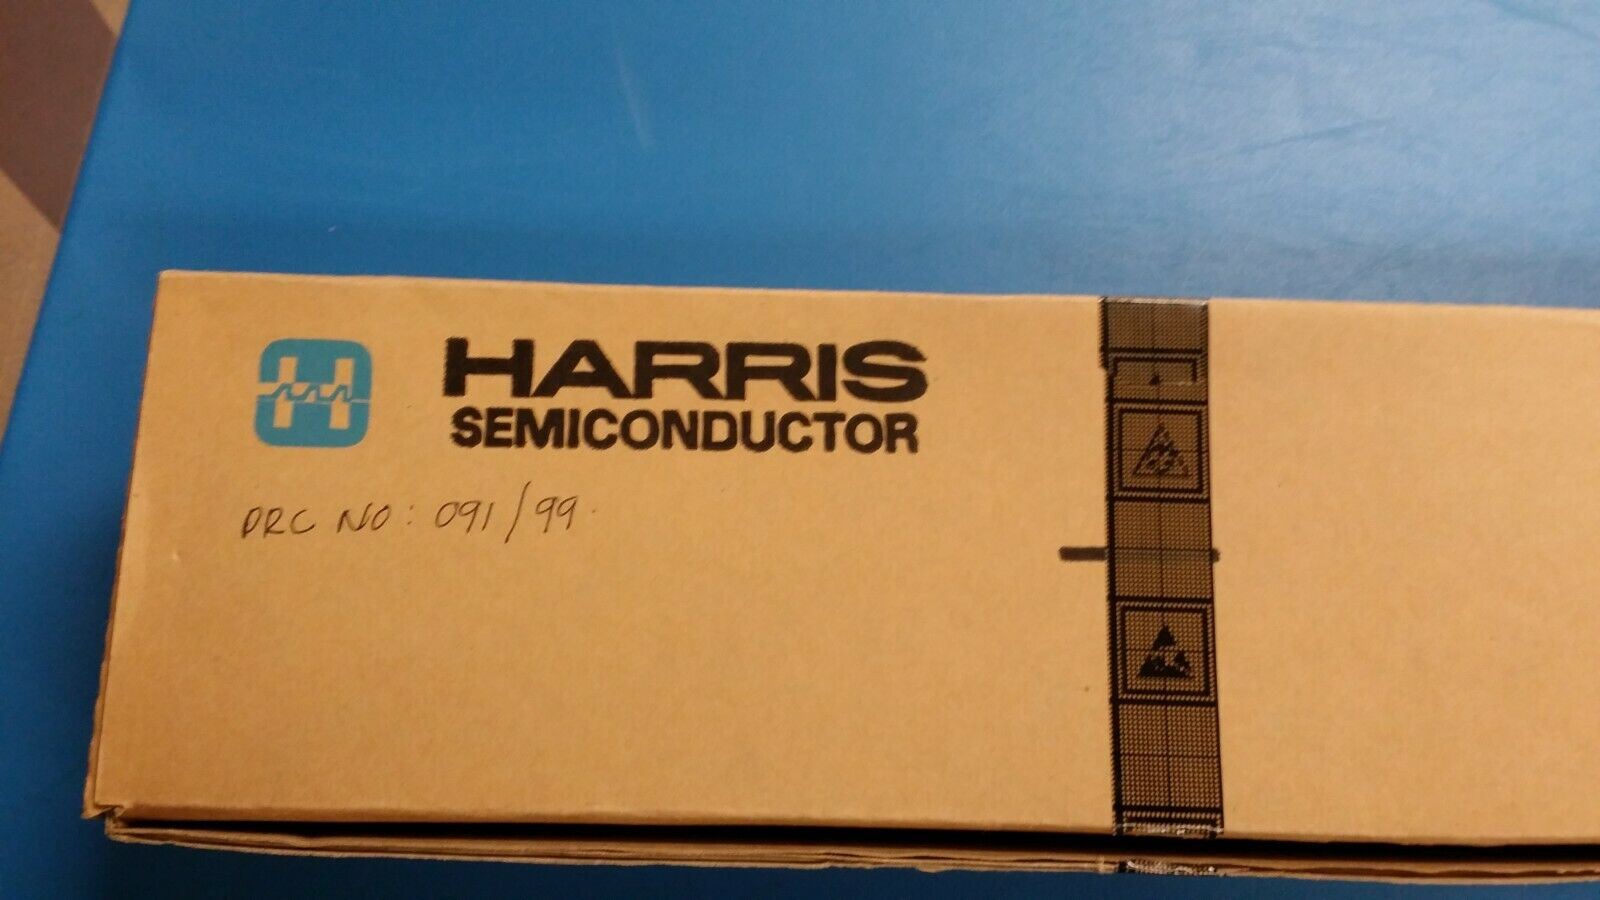 HARRIS
SEMICONDUCTOR
DRC NO: 091/99.